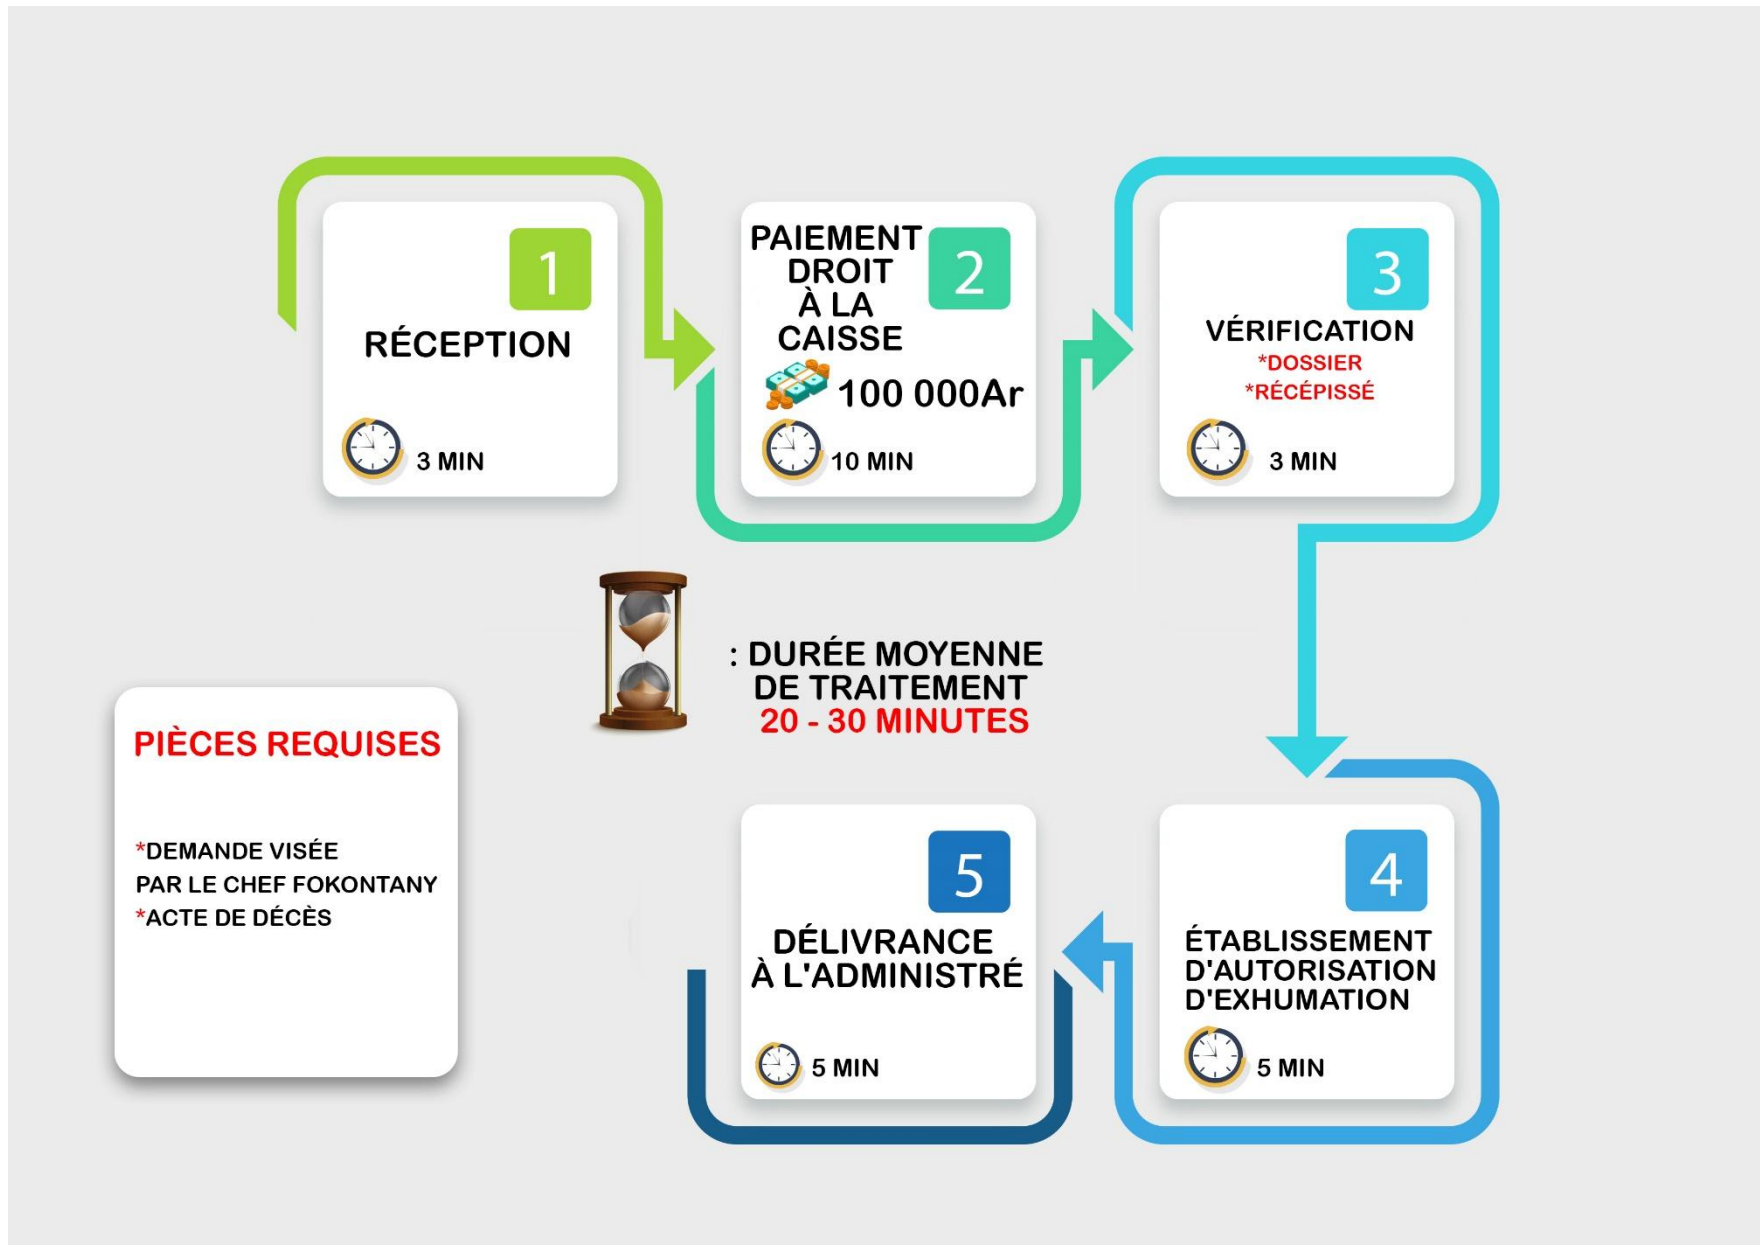 1
RÉCEPTION
3 MIN
PAIEMENT
DROIT
À LA
CAISSE
2
100 000Ar
10 MIN
3
VÉRIFICATION
*DOSSIER
*RÉCÉPISSÉ
3 MIN
: DURÉE MOYENNE
DE TRAITEMENT
20 - 30 MINUTES
PIÈCES REQUISES
*DEMANDE VISÉE
PAR LE CHEF FOKONTANY
*ACTE DE DÉCÈS
4
ÉTABLISSEMENT
D'AUTORISATION
D'EXHUMATION
5 MIN
5
DÉLIVRANCE
À L'ADMINISTRÉ
5 MIN